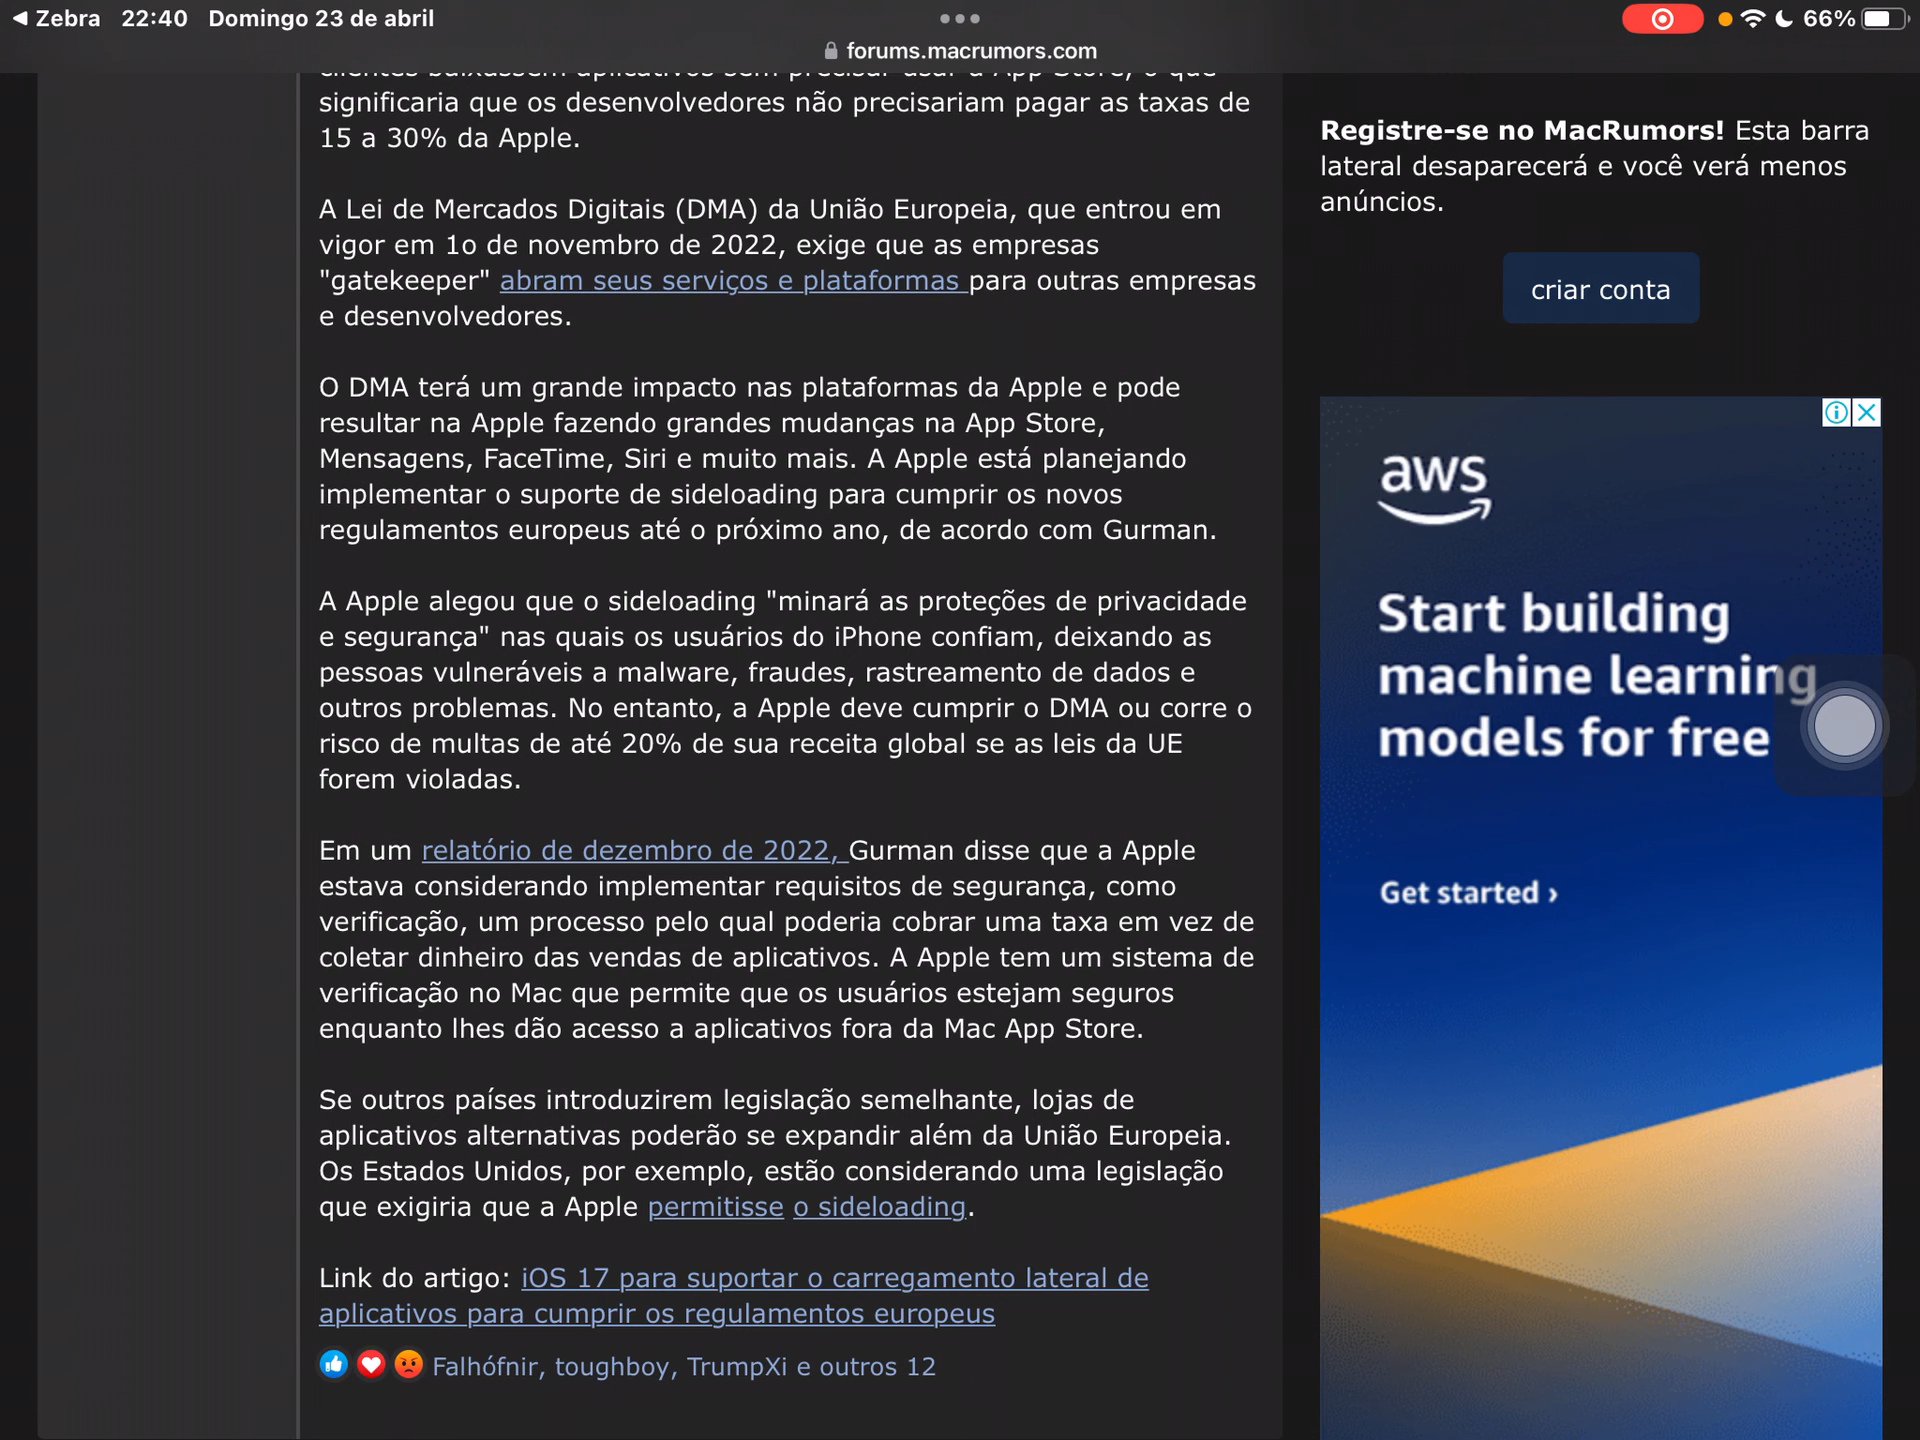 Zebra 22:40 Domingo 23 de abril
66%
forums.macrumors.com
clientes baixassem aplicativos sem precisar usar a App Store, o que
significaria que os desenvolvedores não precisariam pagar as taxas de
15 a 30% da Apple.
A Lei de Mercados Digitais (DMA) da União Europeia, que entrou em
vigor em 1o de novembro de 2022, exige que as empresas
"gatekeeper" abram seus serviços e plataformas para outras empresas
e desenvolvedores.
O DMA terá um grande impacto nas plataformas da Apple e pode
resultar na Apple fazendo grandes mudanças na App Store,
Mensagens, FaceTime, Siri e muito mais. A Apple está planejando
implementar o suporte de sideloading para cumprir os novos
regulamentos europeus até o próximo ano, de acordo com Gurman.
A Apple alegou que o sideloading "minará as proteções de privacidade
e segurança" nas quais os usuários do iPhone confiam, deixando as
pessoas vulneráveis a malware, fraudes, rastreamento de dados e
outros problemas. No entanto, a Apple deve cumprir o DMA ou corre o
risco de multas de até 20% de sua receita global se as leis da UE
forem violadas.
Em um relatório de dezembro de 2022, Gurman disse que a Apple
estava considerando implementar requisitos de segurança, como
verificação, um processo pelo qual poderia cobrar uma taxa em vez de
coletar dinheiro das vendas de aplicativos. A Apple tem um sistema de
verificação no Mac que permite que os usuários estejam seguros
enquanto lhes dão acesso a aplicativos fora da Mac App Store.
Se outros países introduzirem legislação semelhante, lojas de
aplicativos alternativas poderão se expandir além da União Europeia.
Os Estados Unidos, por exemplo, estão considerando uma legislação
que exigiria que a Apple permitisse o sideloading.
Link do artigo: iOS 17 para suportar o carregamento lateral de
aplicativos para cumprir os regulamentos europeus
Falhófnir, toughboy, TrumpXi e outros 12
Registre-se no MacRumors! Esta barra
lateral desaparecerá e você verá menos
anúncios.
criar conta
aws
Start building
machine learning
models for free
Get started ›